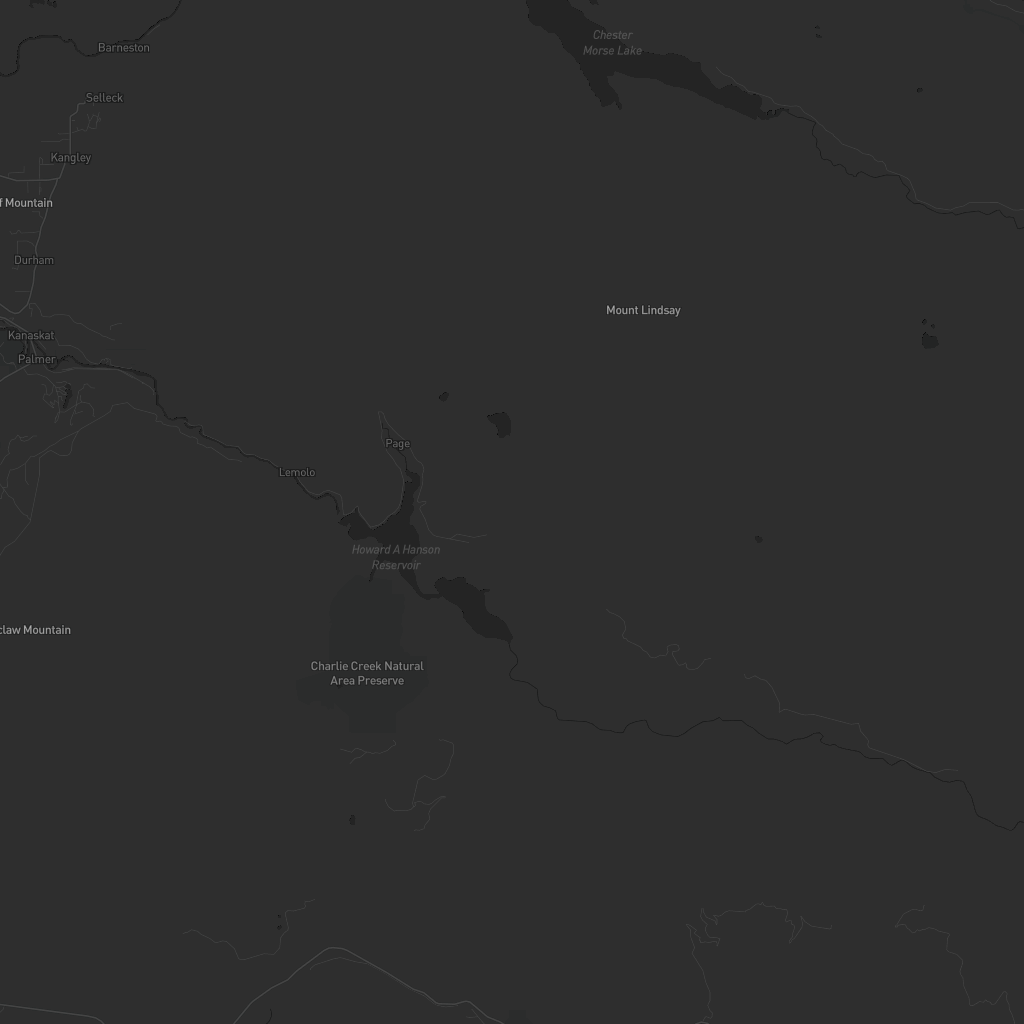 Chester
Morse Lake
Barneston
Selleck
Kangley
f Mountain
Durham
Mount Lindsay
Kanaskat
Palmer
Page
Lemolo
Howard A Hanson
Reservoir
claw Mountain
Charlie Creek Natural
Area Preserve